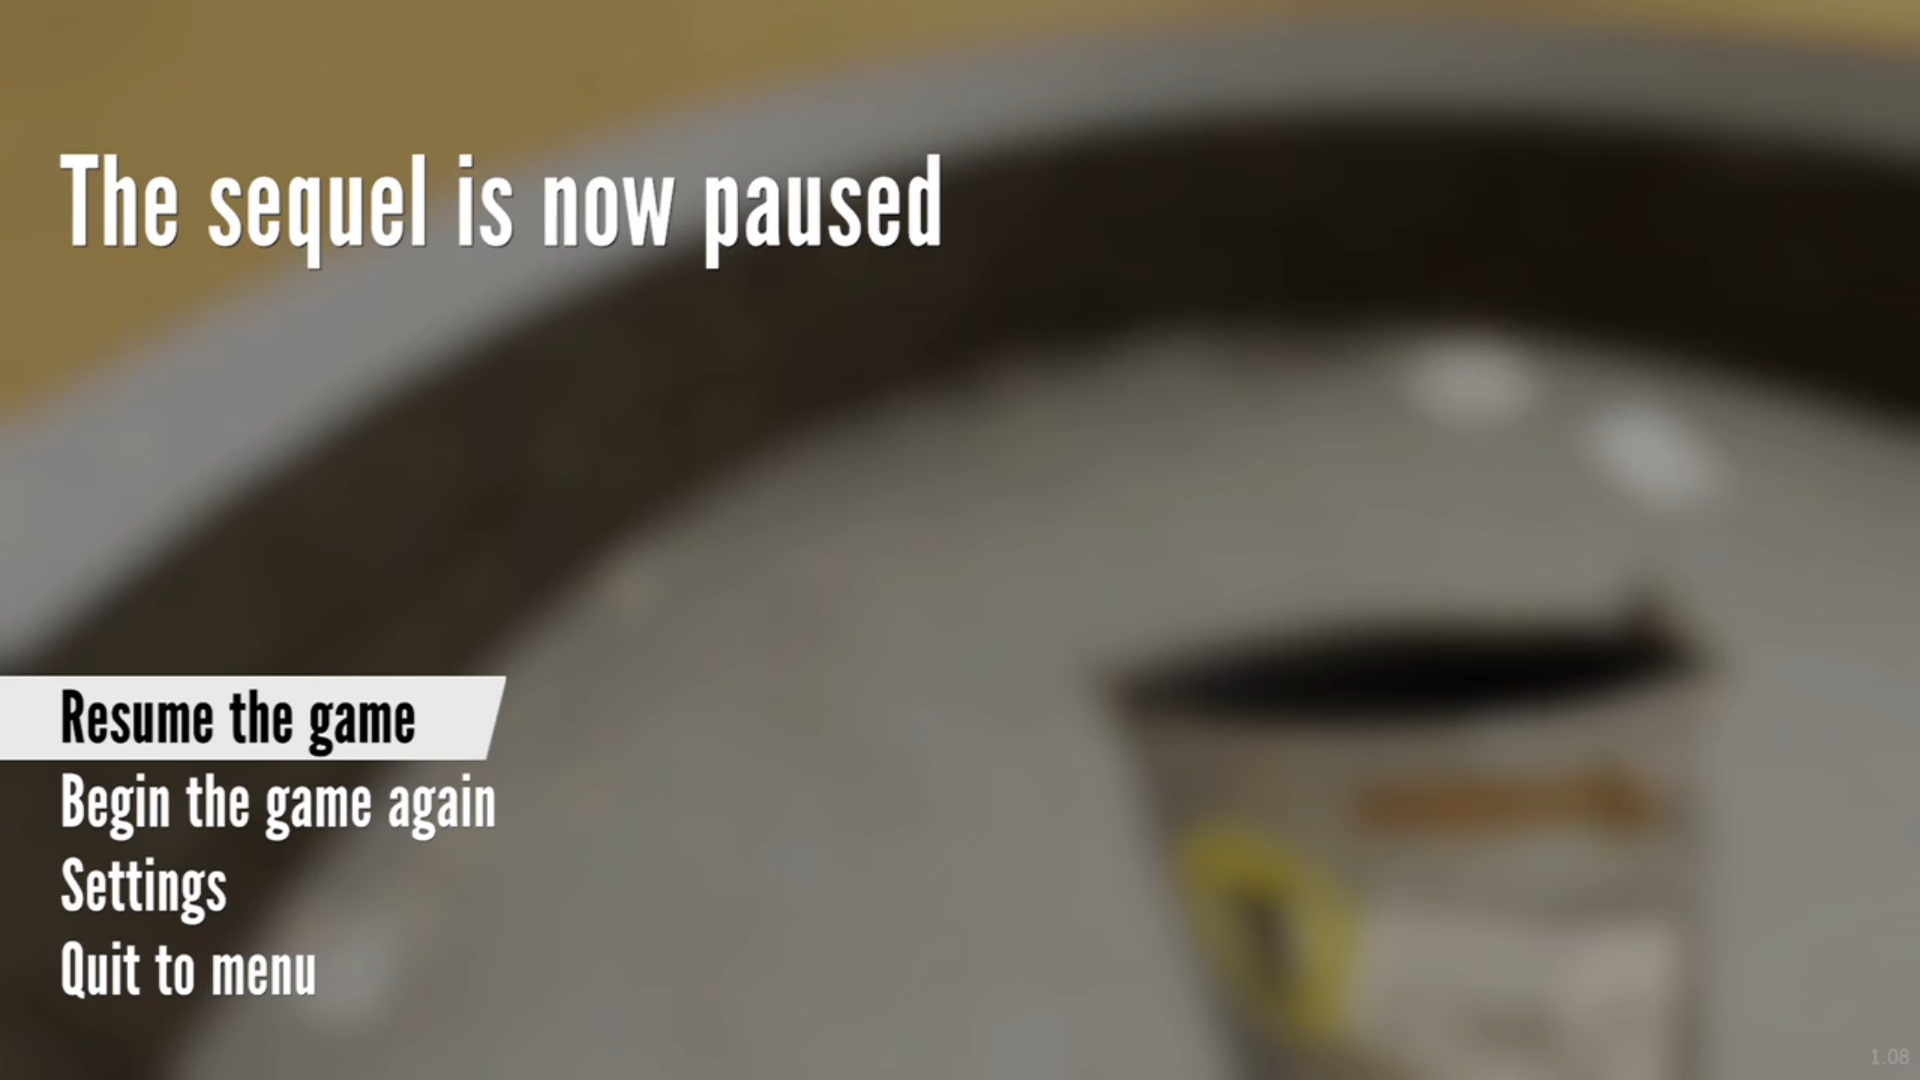 The sequel is now paused
Resume the game
Begin the game again
Settings
Quit to menu
1.08